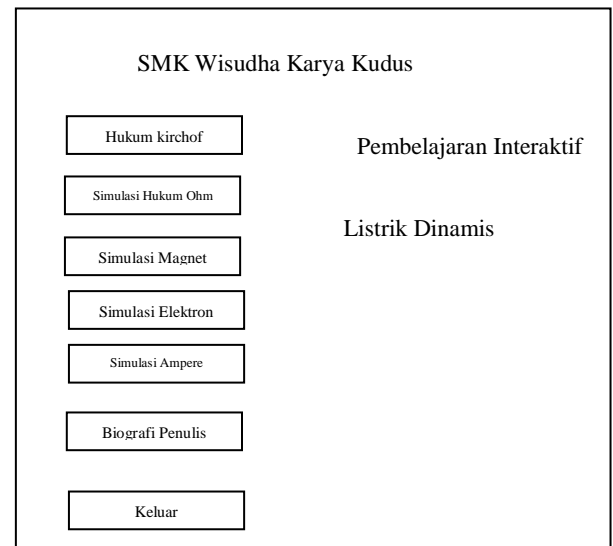 SMK Wisudha Karya Kudus
Hukum kirchof
Pembelajaran Interaktif
Simulasi Hukum Ohm
Listrik Dinamis
Simulasi Magnet
Simulasi Elektron
Simulasi Ampere
Biografi Penulis
Keluar